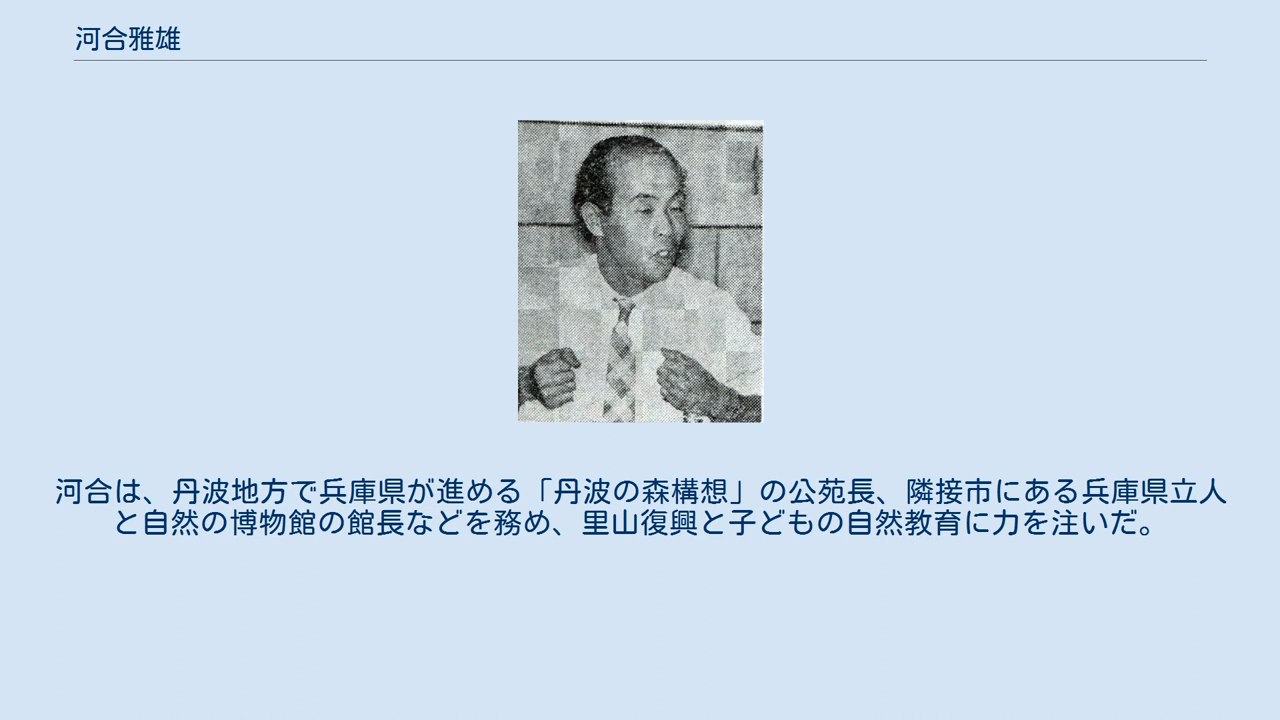 河合雅雄
河合は、丹波地方で兵庫県が進める「丹波の森構想」の公苑長、隣接市にある兵庫県立人
と自然の博物館の館長などを務め、里山復興と子どもの自然教育に力を注いだ。